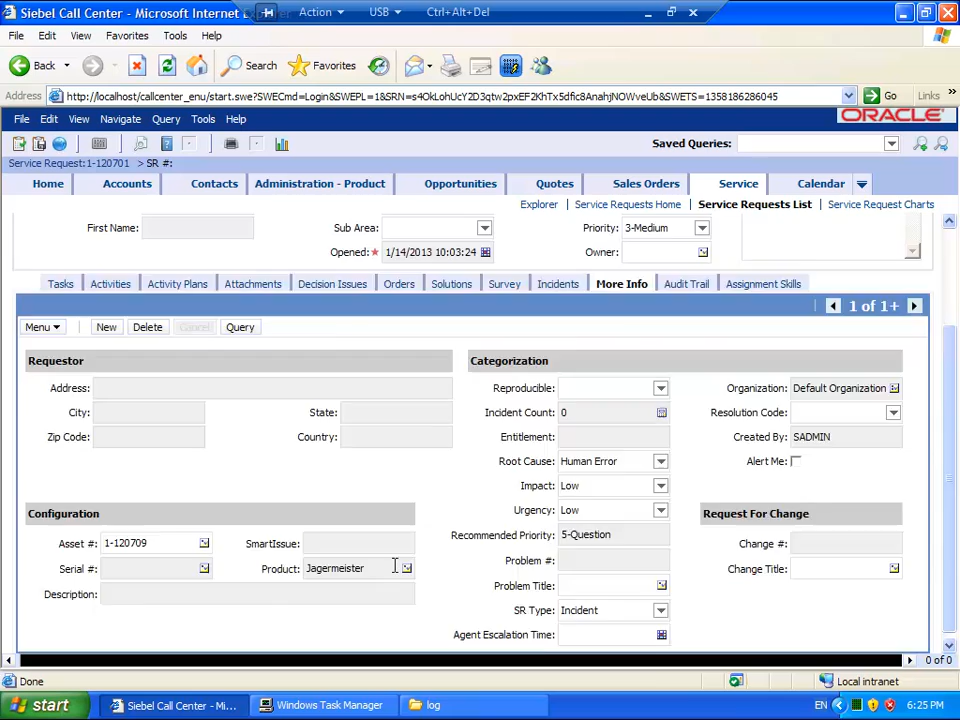 Siebel Call Center - Microsoft Internet
Action USB Ctrl+Alt+Del
File Edit View Favorites Tools Help
Back Search Favorites
Address http://localhost/callcenter_enu/start.swe?SWECmd=Login&SWEPL=1&SRN=s4OkLohUcY2D3qtw2pxEF2KhTx5dfic8AnahjNOWveUb&SWETS=1358186286045 Go Links
File Edit View Navigate Query Tools Help ORACLE
Saved Queries:
Service Request:1-120701 > SR #:
Home Accounts Contacts Administration - Product Opportunities Quotes Sales Orders Service Calendar
Explorer Service Requests Home Service Requests List Service Request Charts
First Name: Sub Area: Priority: 3-Medium
Opened:* 1/14/2013 10:03:24 Owner:
Tasks Activities Activity Plans Attachments Decision Issues Orders Solutions Survey Incidents More Info Audit Trail Assignment Skills
1 of 1+
Menu New Delete Cancel Query
Requestor Categorization
Address: Reproducible: Organization: Default Organization
City: State: Incident Count: 0 Resolution Code:
Zip Code: Country: Entitlement: Created By: SADMIN
Root Cause: Human Error Alert Me:
Impact: Low
Configuration Urgency: Low Request For Change
Recommended Priority: 5-Question
Asset #: 1-120709 SmartIssue: Problem #: Change #:
Serial #: Product: Jagermeister Problem Title: Change Title:
Description: SR Type: Incident
Agent Escalation Time:
0 of 0
Done Local intranet
start Siebel Call Center - Mi... Windows Task Manager log EN 6:25 PM